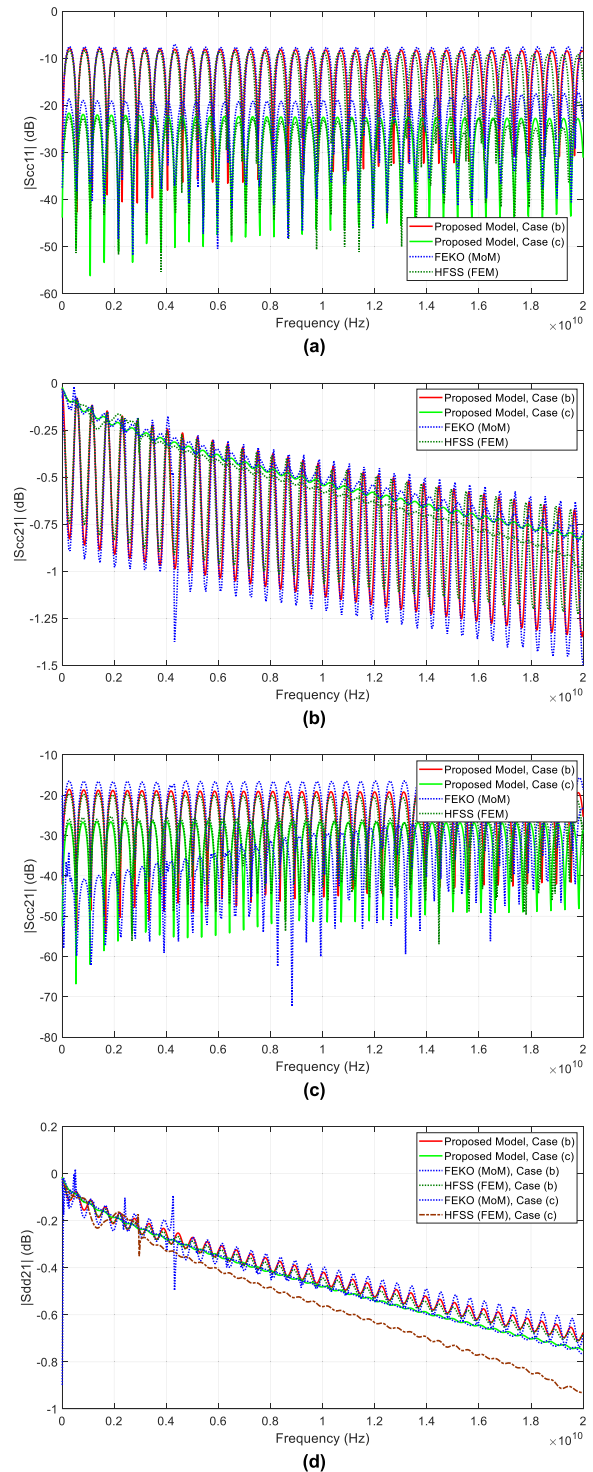 0
-10
-20
-30
-40
-50
-60
|Scc11| (dB)
Proposed Model, Case (b)
Proposed Model, Case (c)
FEKO (MoM)
HFSS (FEM)
0 0.2 0.4 0.6 0.8 1 1.2 1.4 1.6 1.8 2
Frequency (Hz)
×10^10
(a)
0
-0.25
-0.5
-0.75
-1
-1.25
-1.5
|Scc21| (dB)
Proposed Model, Case (b)
Proposed Model, Case (c)
FEKO (MoM)
HFSS (FEM)
0 0.2 0.4 0.6 0.8 1 1.2 1.4 1.6 1.8 2
Frequency (Hz)
×10^10
(b)
-10
-20
-30
-40
-50
-60
-70
-80
|Scc21| (dB)
Proposed Model, Case (b)
Proposed Model, Case (c)
FEKO (MoM)
HFSS (FEM)
0 0.2 0.4 0.6 0.8 1 1.2 1.4 1.6 1.8 2
Frequency (Hz)
×10^10
(c)
0.2
0
-0.2
-0.4
-0.6
-0.8
-1
|Sdd21| (dB)
Proposed Model, Case (b)
Proposed Model, Case (c)
FEKO (MoM), Case (b)
HFSS (FEM), Case (b)
FEKO (MoM), Case (c)
HFSS (FEM), Case (c)
0 0.2 0.4 0.6 0.8 1 1.2 1.4 1.6 1.8 2
Frequency (Hz)
×10^10
(d)